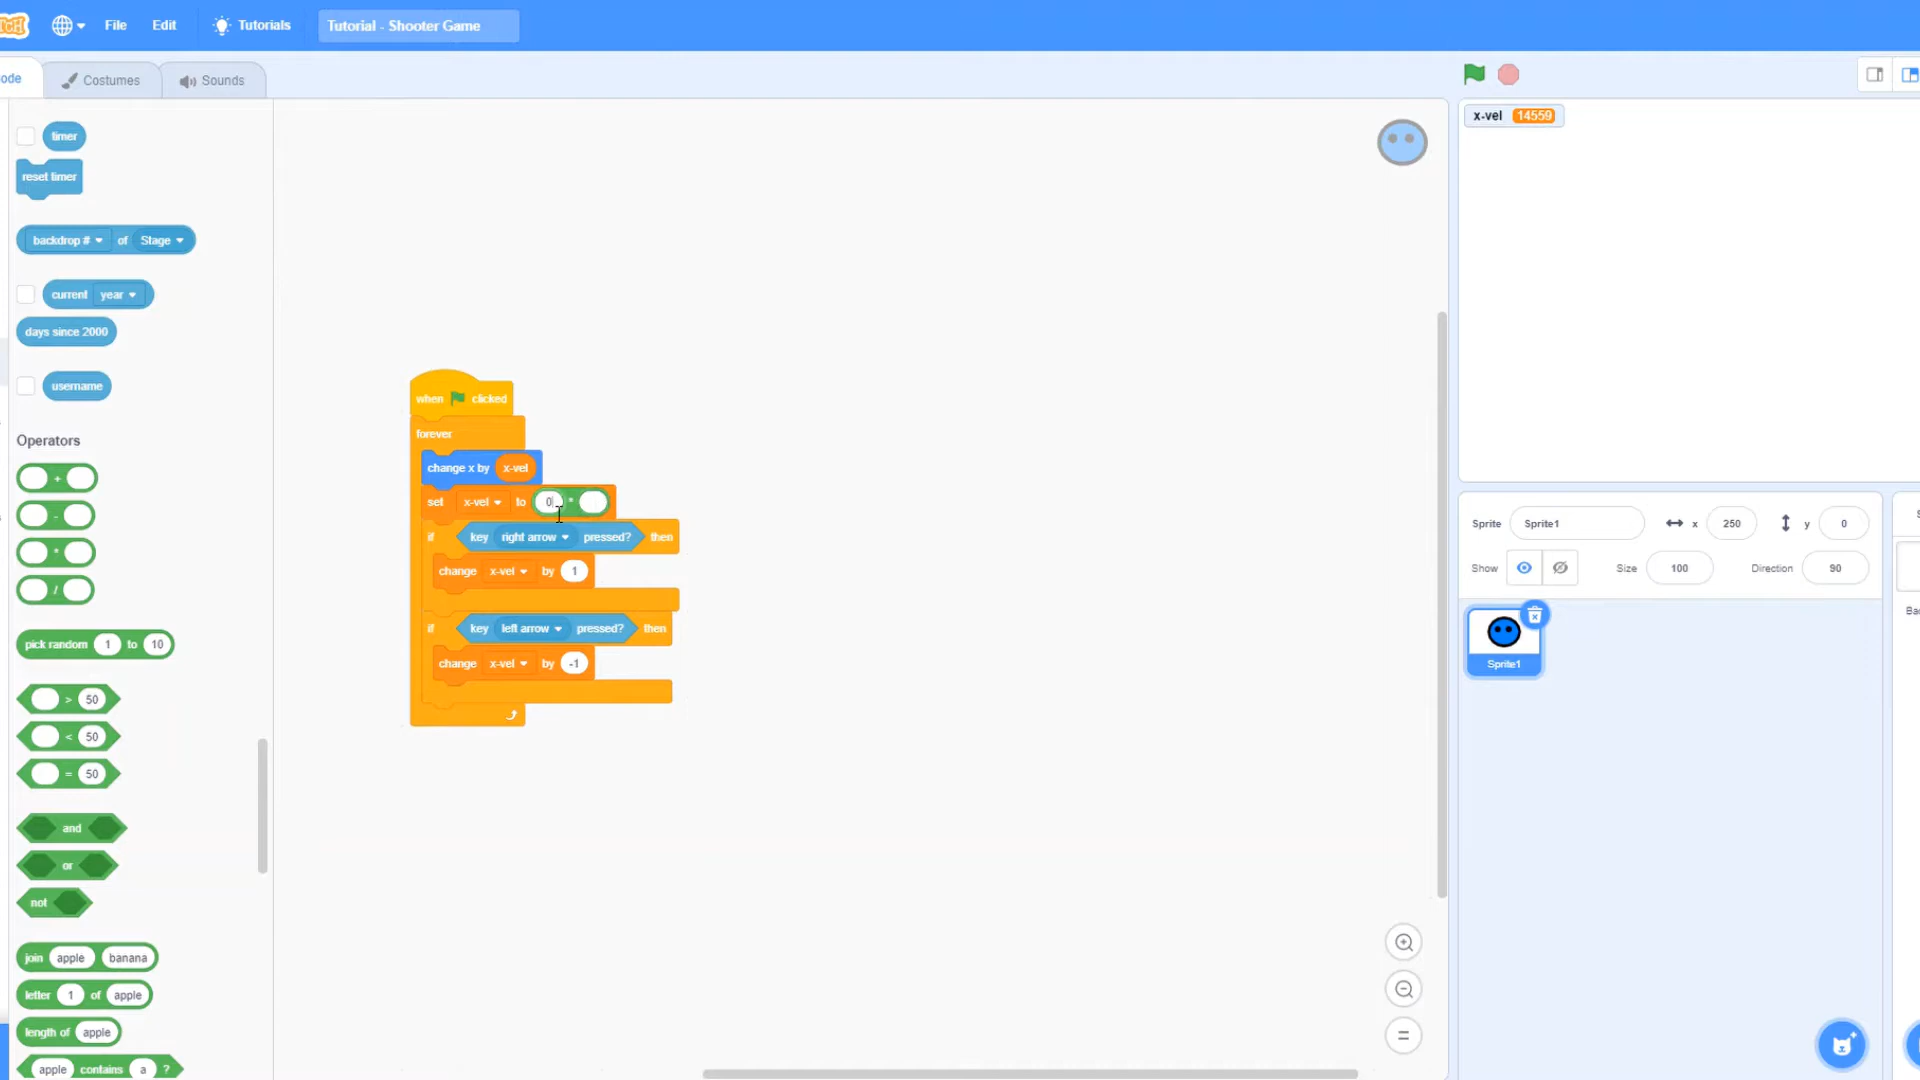 File Edit Tutorials Tutorial - Shooter Game
ode Costumes Sounds
x-vel 14559
timer
reset timer
backdrop # of Stage
current year
days since 2000
username
Operators
+
-
*
/
pick random 1 to 10
> 50
< 50
= 50
and
or
not
join apple banana
letter 1 of apple
length of apple
apple contains a ?
when clicked
forever
change x by x-vel
set x-vel to 0 *
if key right arrow pressed? then
change x-vel by 1
if key left arrow pressed? then
change x-vel by -1
Sprite Sprite1 x 250 y 0
Show Size 100 Direction 90
Sprite1